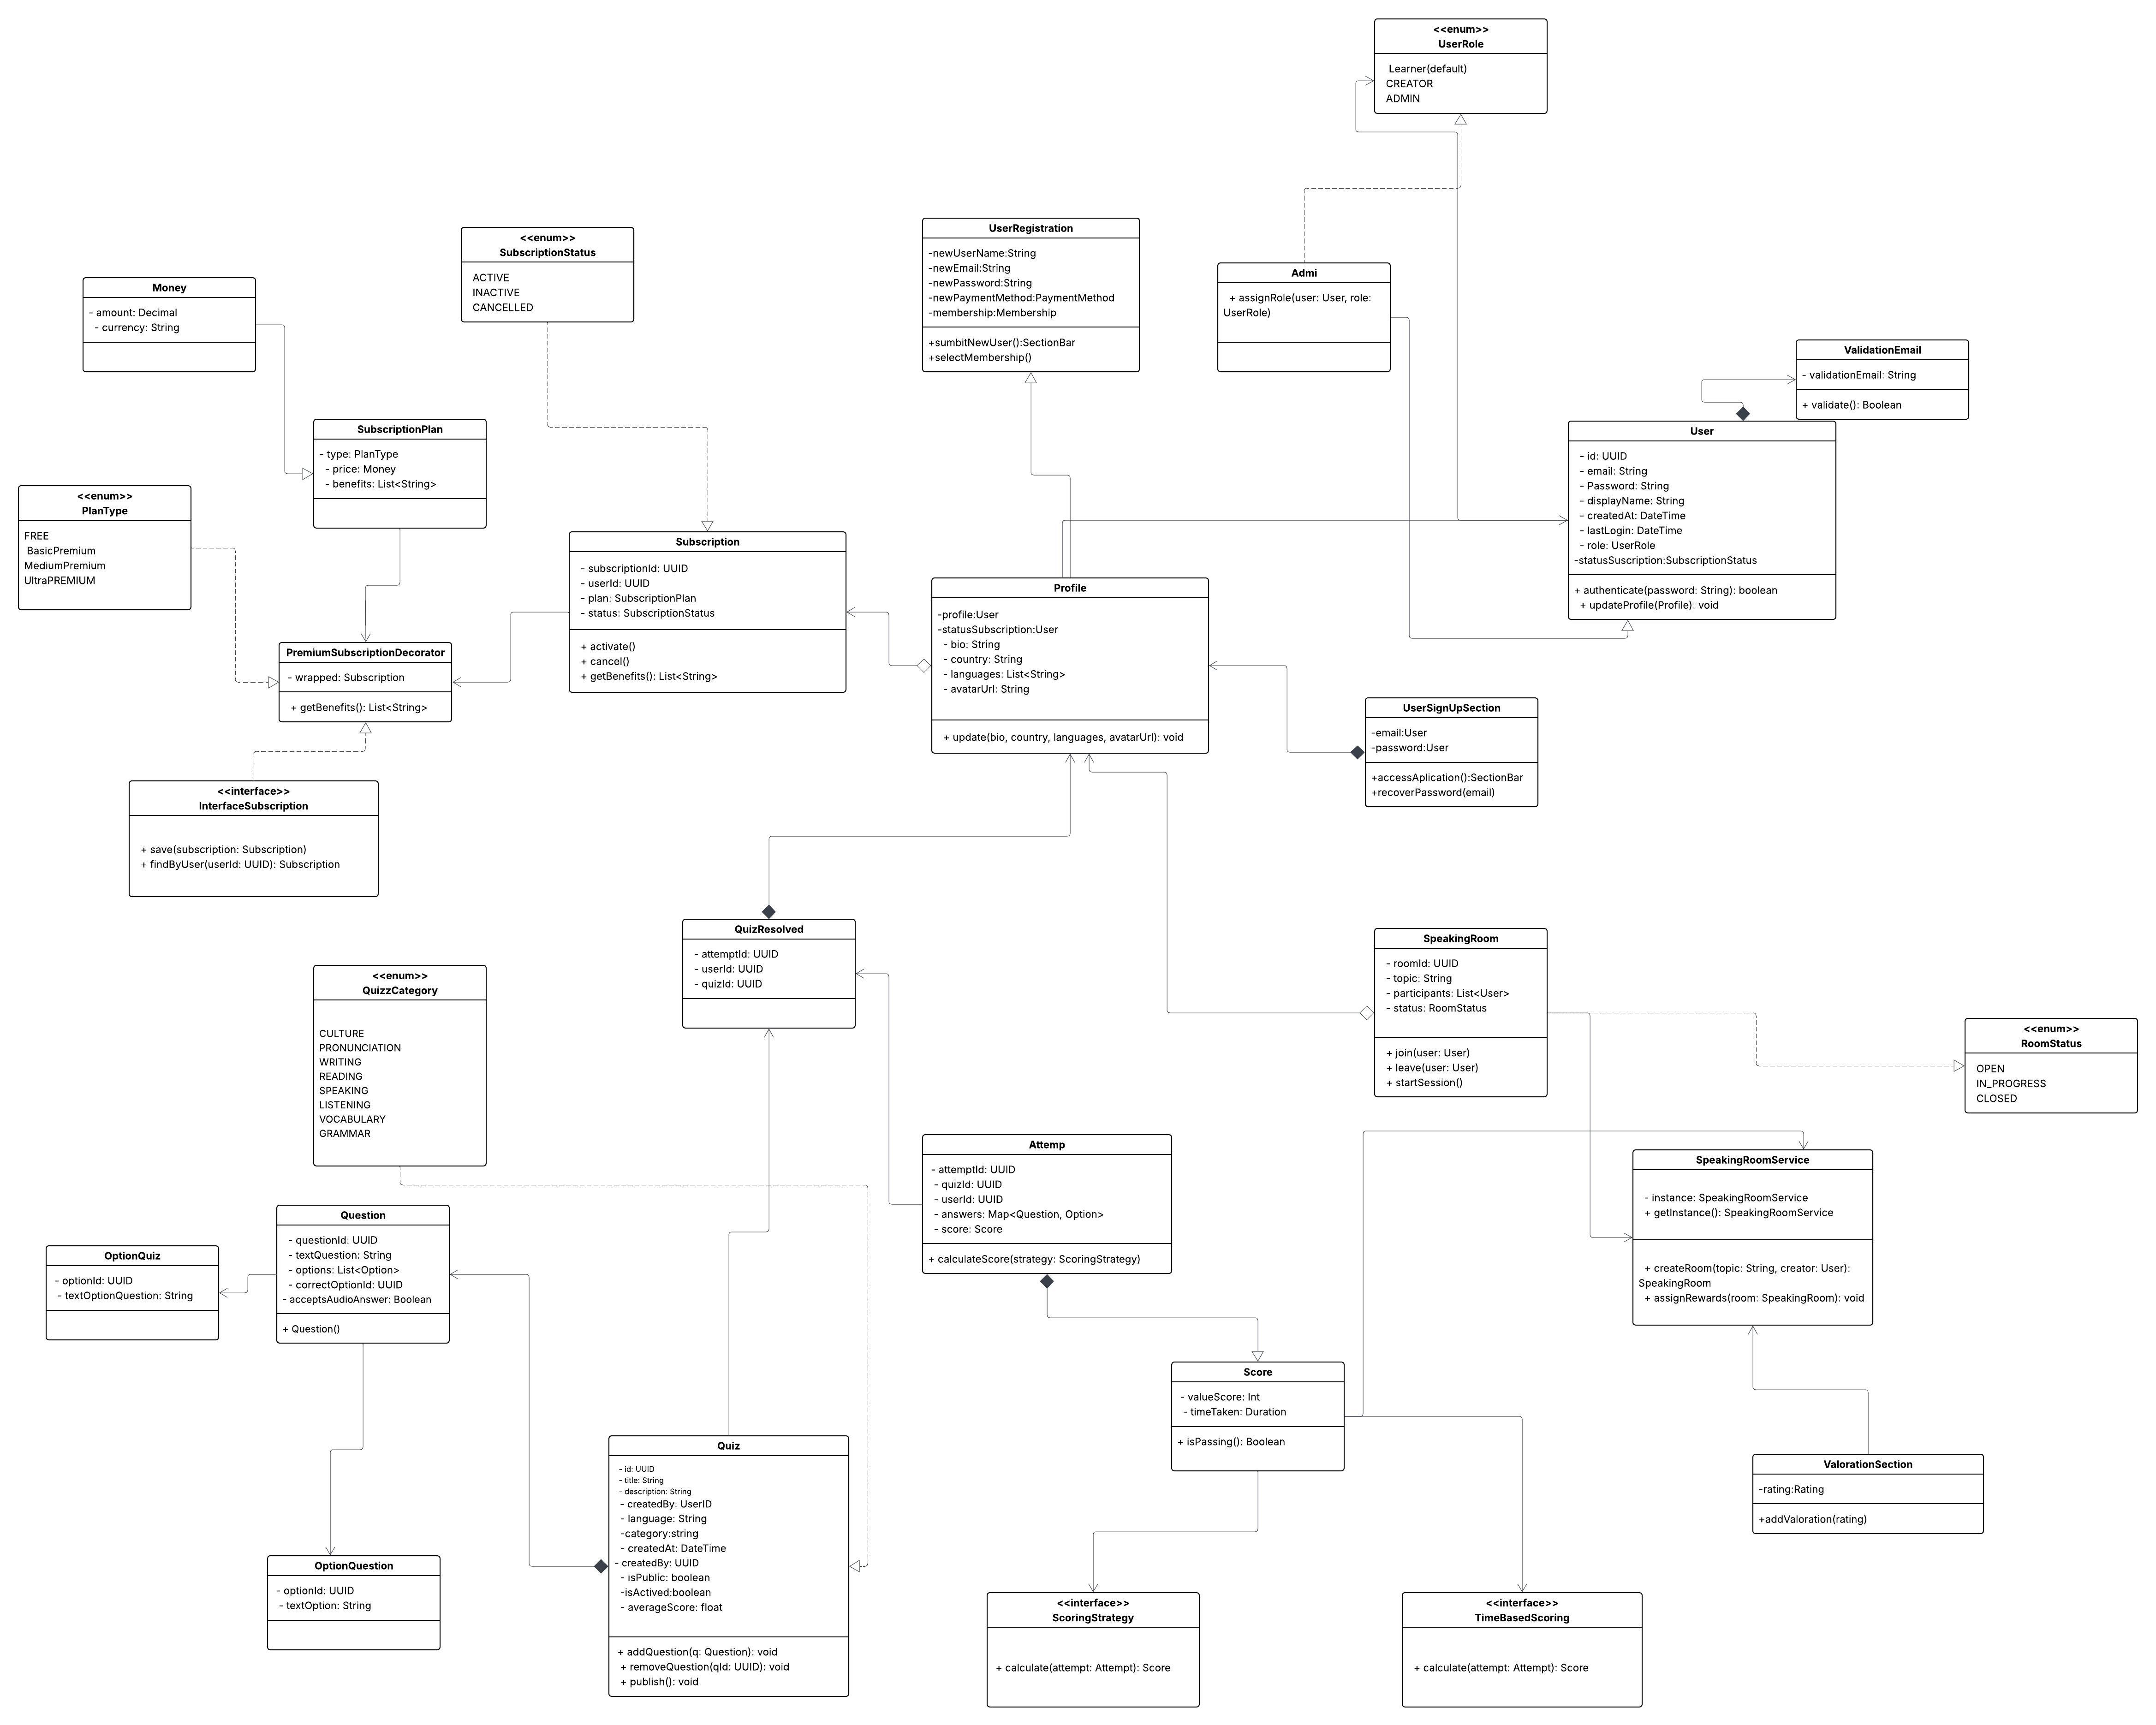 <<enum>>
UserRole
Learner(default)
CREATOR
ADMIN
UserRegistration
-newUserName:String
-newEmail:String
-newPassword:String
-newPaymentMethod:PaymentMethod
-membership:Membership
+sumbitNewUser():SectionBar
+selectMembership()
<<enum>>
SubscriptionStatus
ACTIVE
INACTIVE
CANCELLED
Admi
+ assignRole(user: User, role:
UserRole)
Money
- amount: Decimal
- currency: String
ValidationEmail
- validationEmail: String
+ validate(): Boolean
SubscriptionPlan
- type: PlanType
- price: Money
- benefits: List<String>
User
- id: UUID
- email: String
- Password: String
- displayName: String
- createdAt: DateTime
- lastLogin: DateTime
- role: UserRole
-statusSuscription:SubscriptionStatus
+ authenticate(password: String): boolean
+ updateProfile(Profile): void
<<enum>>
PlanType
FREE
BasicPremium
MediumPremium
UltraPREMIUM
Subscription
- subscriptionId: UUID
- userId: UUID
- plan: SubscriptionPlan
- status: SubscriptionStatus
+ activate()
+ cancel()
+ getBenefits(): List<String>
Profile
-profile:User
-statusSubscription:User
- bio: String
- country: String
- languages: List<String>
- avatarUrl: String
+ update(bio, country, languages, avatarUrl): void
PremiumSubscriptionDecorator
- wrapped: Subscription
+ getBenefits(): List<String>
UserSignUpSection
-email:User
-password:User
+accessAplication():SectionBar
+recoverPassword(email)
<<interface>>
InterfaceSubscription
+ save(subscription: Subscription)
+ findByUser(userId: UUID): Subscription
QuizResolved
- attemptId: UUID
- userId: UUID
- quizId: UUID
SpeakingRoom
- roomId: UUID
- topic: String
- participants: List<User>
- status: RoomStatus
+ join(user: User)
+ leave(user: User)
+ startSession()
<<enum>>
QuizzCategory
CULTURE
PRONUNCIATION
WRITING
READING
SPEAKING
LISTENING
VOCABULARY
GRAMMAR
<<enum>>
RoomStatus
OPEN
IN_PROGRESS
CLOSED
Attemp
- attemptId: UUID
- quizId: UUID
- userId: UUID
- answers: Map<Question, Option>
- score: Score
+ calculateScore(strategy: ScoringStrategy)
SpeakingRoomService
- instance: SpeakingRoomService
+ getInstance(): SpeakingRoomService
+ createRoom(topic: String, creator: User):
SpeakingRoom
+ assignRewards(room: SpeakingRoom): void
Question
- questionId: UUID
- textQuestion: String
- options: List<Option>
- correctOptionId: UUID
- acceptsAudioAnswer: Boolean
+ Question()
OptionQuiz
- optionId: UUID
- textOptionQuestion: String
Score
- valueScore: Int
- timeTaken: Duration
+ isPassing(): Boolean
Quiz
- id: UUID
- title: String
- description: String
- createdBy: UserID
- language: String
-category:string
- createdAt: DateTime
- createdBy: UUID
- isPublic: boolean
-isActived:boolean
- averageScore: float
+ addQuestion(q: Question): void
+ removeQuestion(qId: UUID): void
+ publish(): void
ValorationSection
-rating:Rating
+addValoration(rating)
OptionQuestion
- optionId: UUID
- textOption: String
<<interface>>
ScoringStrategy
+ calculate(attempt: Attempt): Score
<<interface>>
TimeBasedScoring
+ calculate(attempt: Attempt): Score